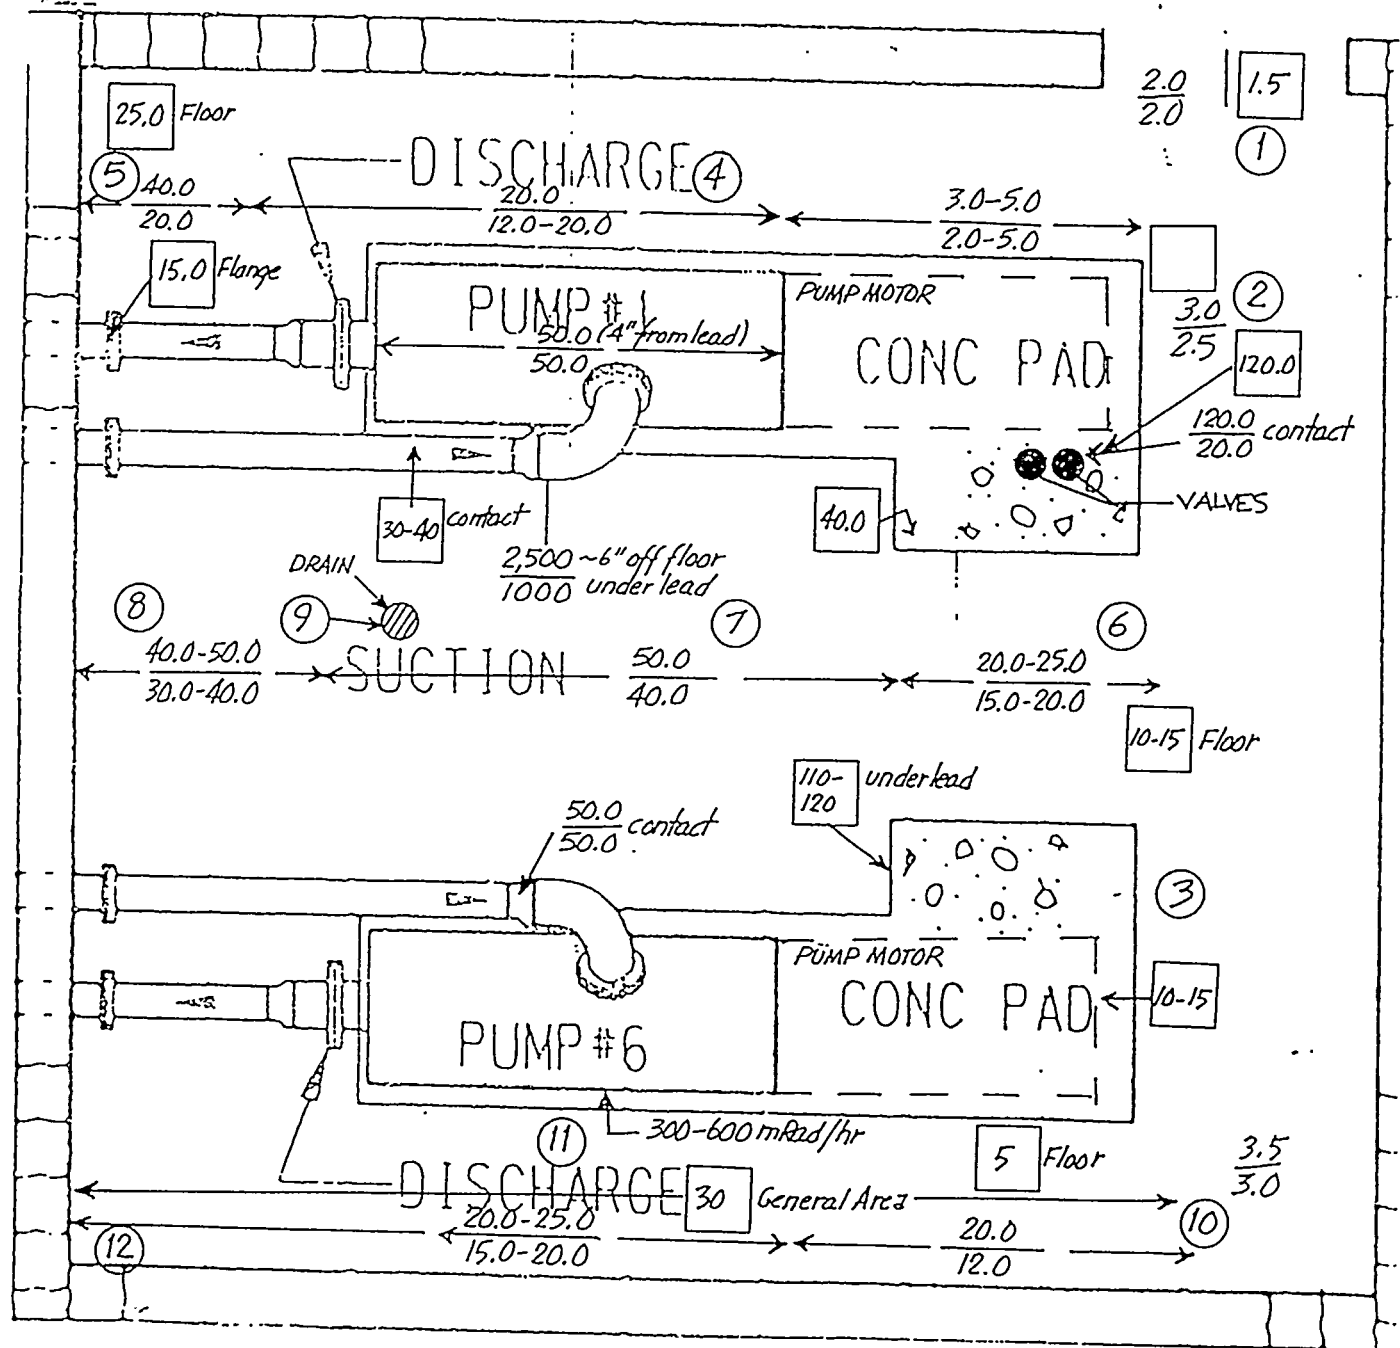 2.0
2.0
1.5
1
25.0 Floor
DISCHARGE
4
5
40.0
20.0
20.0
12.0-20.0
3.0-5.0
2.0-5.0
15.0 Flange
PUMP #1
PUMP MOTOR
2
3.0
2.5
50.0 (4" from lead)
50.0
CONC PAD
120.0
120.0
20.0 contact
VALVES
30-40 contact
40.0
2,500 ~6" off floor
1000 under lead
DRAIN
8
9
7
6
40.0-50.0
30.0-40.0
SUCTION
50.0
40.0
20.0-25.0
15.0-20.0
10-15 Floor
110-
120
under lead
50.0
50.0
contact
3
PUMP MOTOR
CONC PAD
10-15
PUMP #6
300-600 mRad/hr
11
5 Floor
3.5
3.0
DISCHARGE
30 General Area
10
20.0-25.0
15.0-20.0
20.0
12.0
12